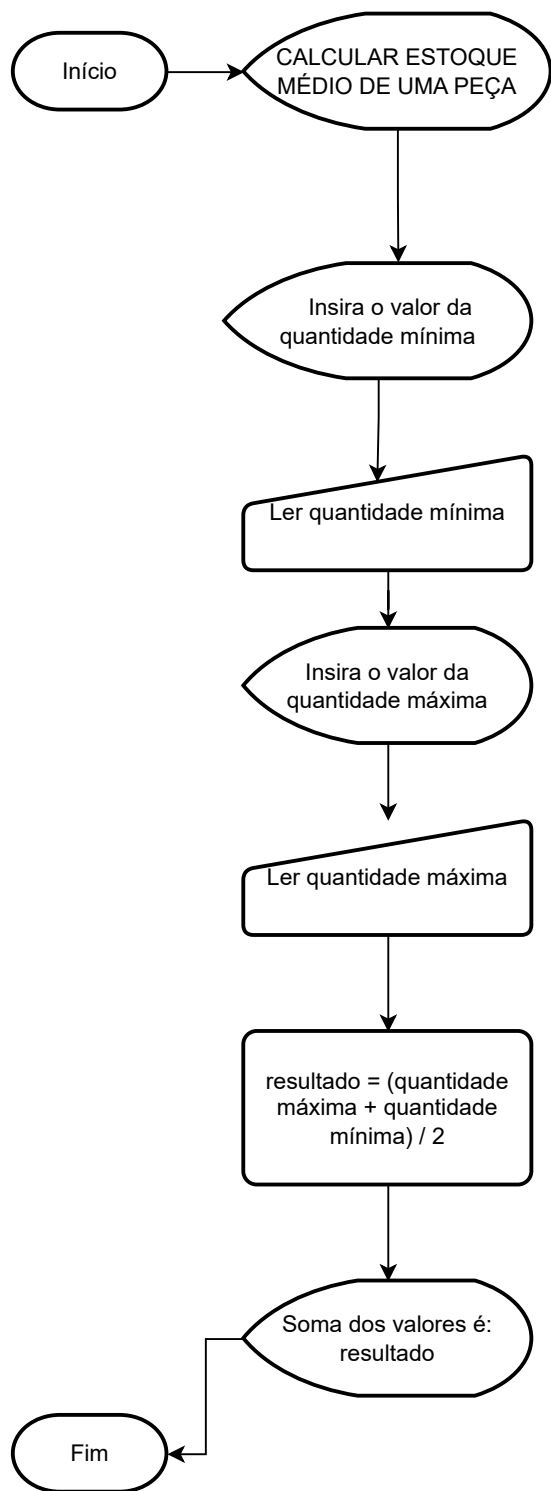 Início
CALCULAR ESTOQUE
MÉDIO DE UMA PEÇA
Insira o valor da
quantidade mínima
Ler quantidade mínima
Insira o valor da
quantidade máxima
Ler quantidade máxima
resultado = (quantidade
máxima + quantidade
mínima) / 2
Soma dos valores é:
resultado
Fim